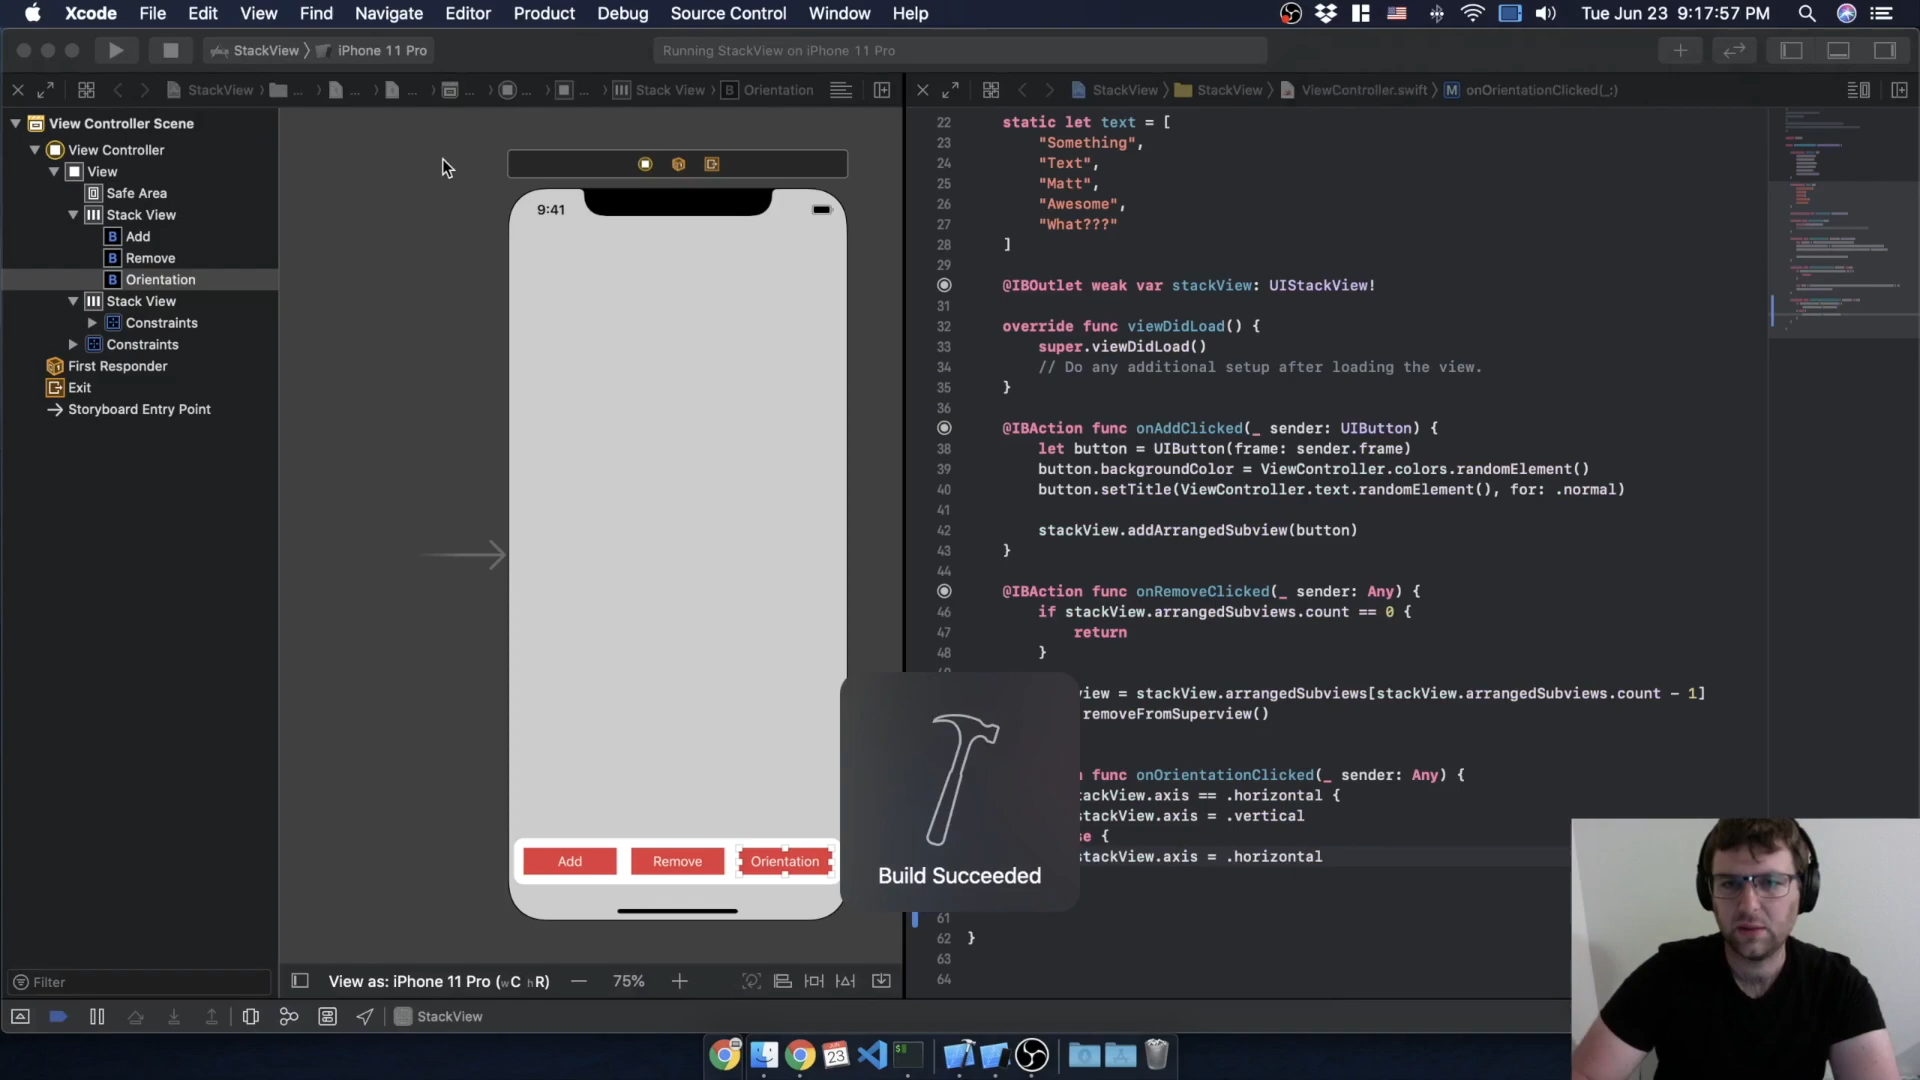 Xcode File Edit View Find Navigate Editor Product Debug Source Control Window Help Tue Jun 23 9:17:57 PM
StackView iPhone 11 Pro Running StackView on iPhone 11 Pro
StackView ... ... ... ... ... ... Stack View Orientation
StackView StackView ViewController.swift M onOrientationClicked(_:)
View Controller Scene
View Controller
View
Safe Area
Stack View
B Add
B Remove
B Orientation
Stack View
Constraints
Constraints
First Responder
Exit
Storyboard Entry Point
Filter
9:41
Add Remove Orientation
View as: iPhone 11 Pro (wC hR) — 75% +
22 static let text = [
23 "Something",
24 "Text",
25 "Matt",
26 "Awesome",
27 "What???"
28 ]
29
@IBOutlet weak var stackView: UIStackView!
31
32 override func viewDidLoad() {
33 super.viewDidLoad()
34 // Do any additional setup after loading the view.
35 }
36
@IBAction func onAddClicked(_ sender: UIButton) {
38 let button = UIButton(frame: sender.frame)
39 button.backgroundColor = ViewController.colors.randomElement()
40 button.setTitle(ViewController.text.randomElement(), for: .normal)
41
42 stackView.addArrangedSubview(button)
43 }
44
@IBAction func onRemoveClicked(_ sender: Any) {
46 if stackView.arrangedSubviews.count == 0 {
47 return
48 }
view = stackView.arrangedSubviews[stackView.arrangedSubviews.count - 1]
removeFromSuperview()
func onOrientationClicked(_ sender: Any) {
tackView.axis == .horizontal {
stackView.axis = .vertical
se {
stackView.axis = .horizontal
61
62 }
63
64
Build Succeeded
StackView
JUN
23
$